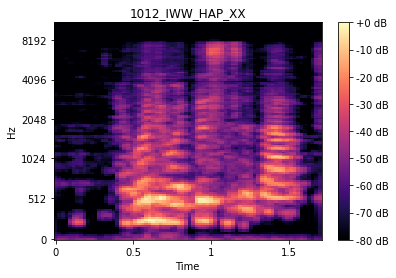 1012_IWW_HAP_XX
+0 dB
8192
-10 dB
4096
-20 dB
-30 dB
2048
Hz
-40 dB
1024
-50 dB
512
-60 dB
-70 dB
0
-80 dB
0
0.5
1
1.5
Time